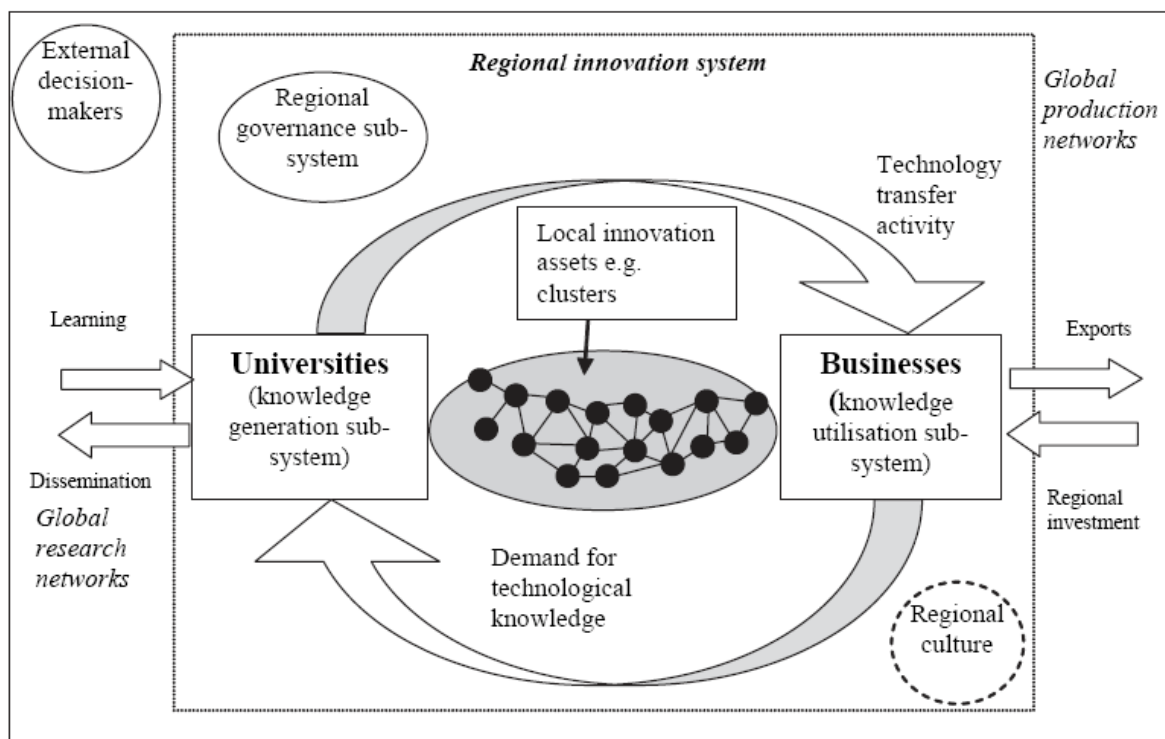 External
decision-
makers
Regional innovation system
Regional
governance sub-
system
Global
production
networks
Technology
transfer
activity
Local innovation
assets e.g.
clusters
Learning
Universities
(knowledge
generation sub-
system)
Businesses
(knowledge
utilisation sub-
system)
Exports
Dissemination
Global
research
networks
Regional
investment
Demand for
technological
knowledge
Regional
culture